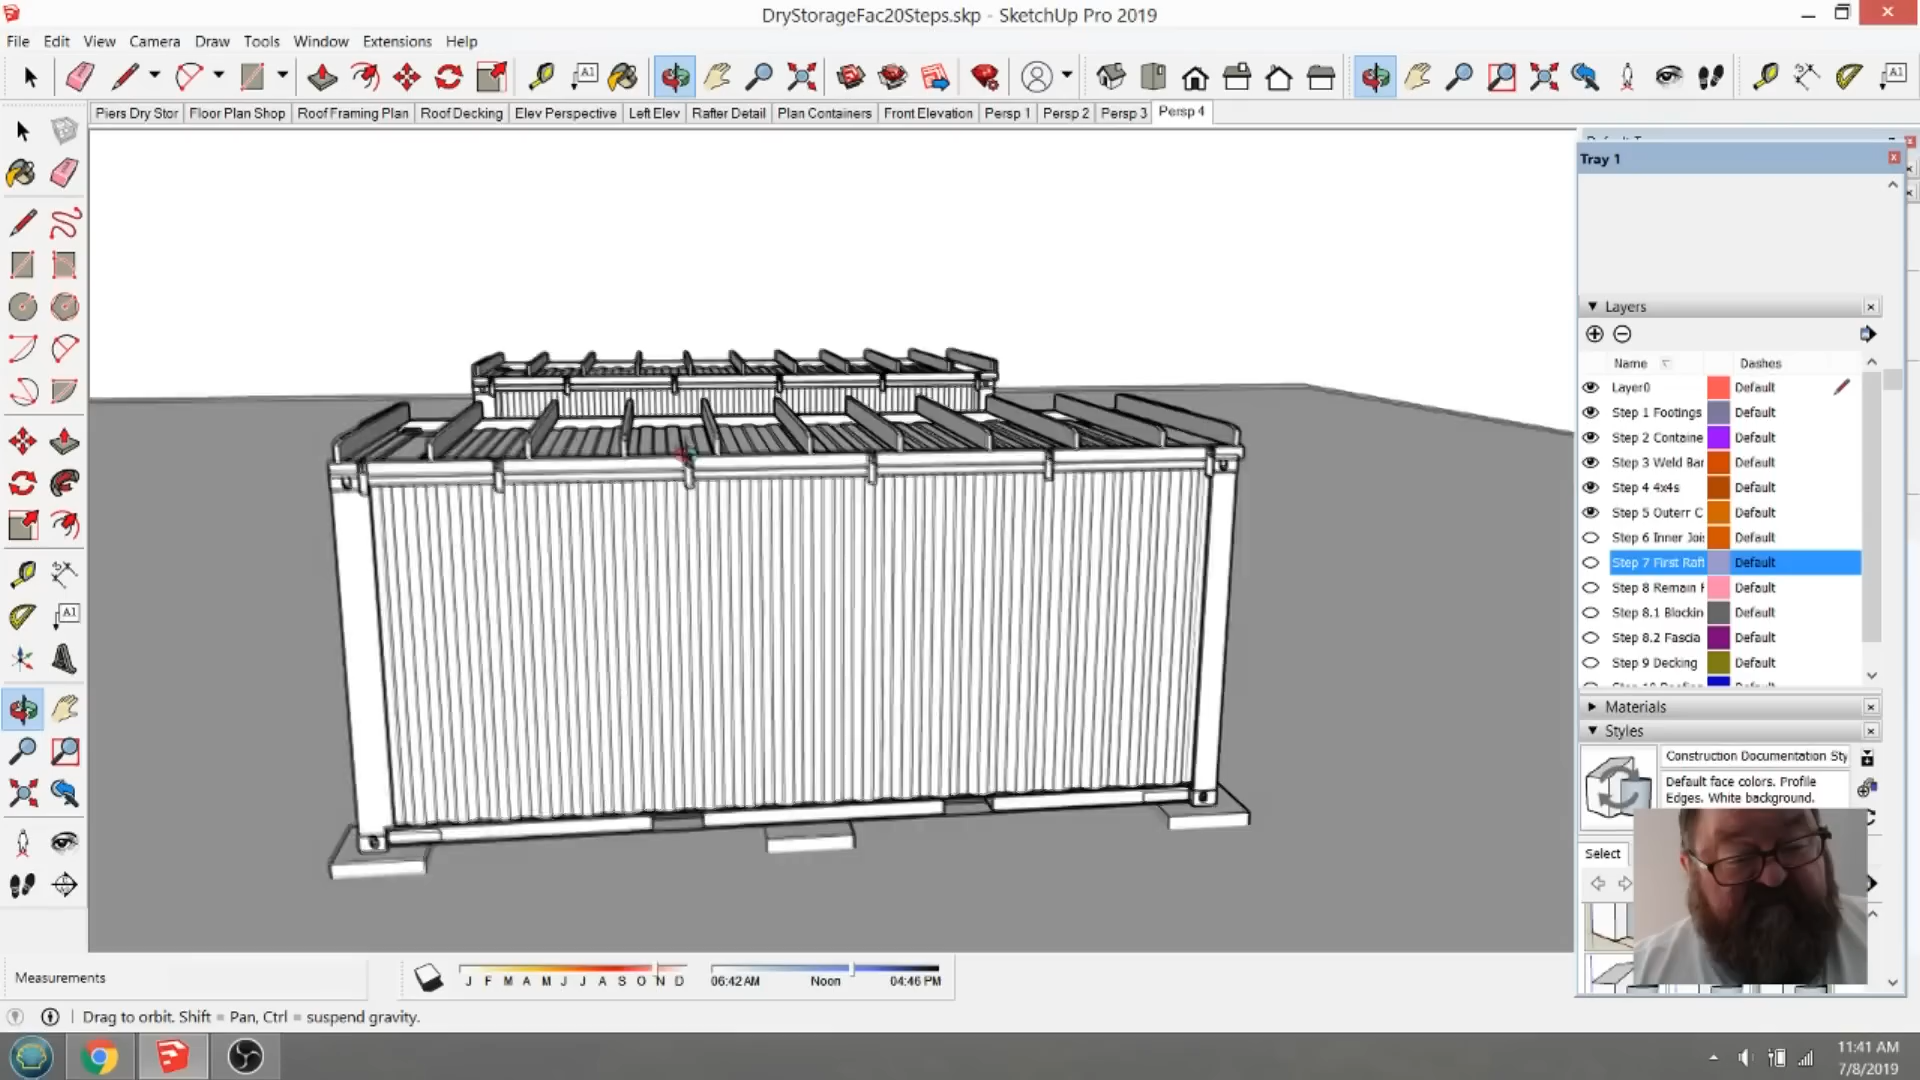 DryStorageFac20Steps.skp - SketchUp Pro 2019
File Edit View Camera Draw Tools Window Extensions Help
A1
A1
Piers Dry Stor Floor Plan Shop Roof Framing Plan Roof Decking Elev Perspective Left Elev Rafter Detail Plan Containers Front Elevation Persp 1 Persp 2 Persp 3 Persp 4
Tray 1
Layers
Name Dashes
Layer0 Default
Step 1 Footings Default
Step 2 Containe Default
Step 3 Weld Bar Default
Step 4 4x4s Default
Step 5 Outerr C Default
Step 6 Inner Joi Default
Step 7 First Raft Default
Step 8 Remain Default
Step 8.1 Blockin Default
Step 8.2 Fascia Default
Step 9 Decking Default
A1
Materials
Styles
Construction Documentation Sty
Default face colors. Profile
Edges. White background.
Select
Measurements
J F M A M J J A S O N D
06:42 AM Noon 04:46 PM
Drag to orbit. Shift = Pan, Ctrl = suspend gravity.
11:41 AM
7/8/2019